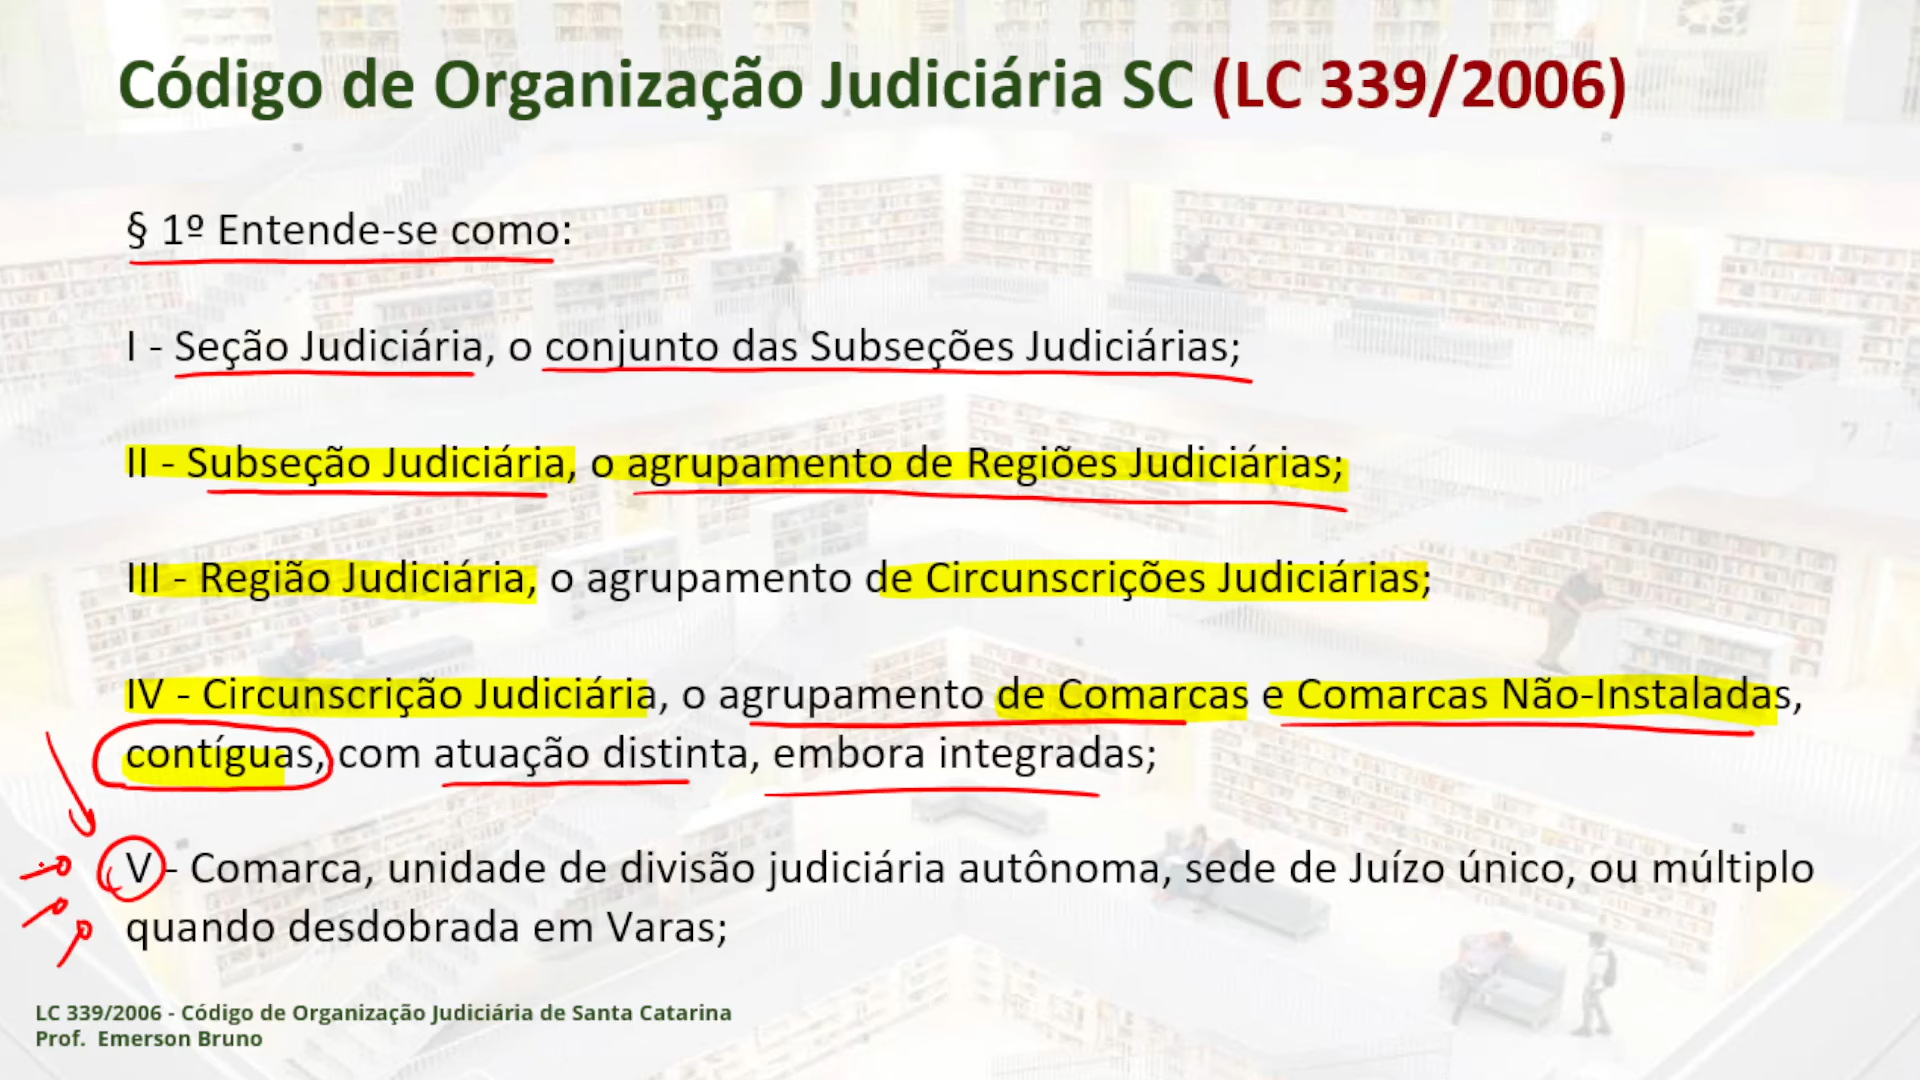 Código de Organização Judiciária SC (LC 339/2006)
§ 1º Entende-se como:
I - Seção Judiciária, o conjunto das Subseções Judiciárias;
II - Subseção Judiciária, o agrupamento de Regiões Judiciárias;
III - Região Judiciária, o agrupamento de Circunscrições Judiciárias;
IV - Circunscrição Judiciária, o agrupamento de Comarcas e Comarcas Não-Instaladas,
contíguas, com atuação distinta, embora integradas;
V - Comarca, unidade de divisão judiciária autônoma, sede de Juízo único, ou múltiplo
quando desdobrada em Varas;
LC 339/2006 - Código de Organização Judiciária de Santa Catarina
Prof. Emerson Bruno